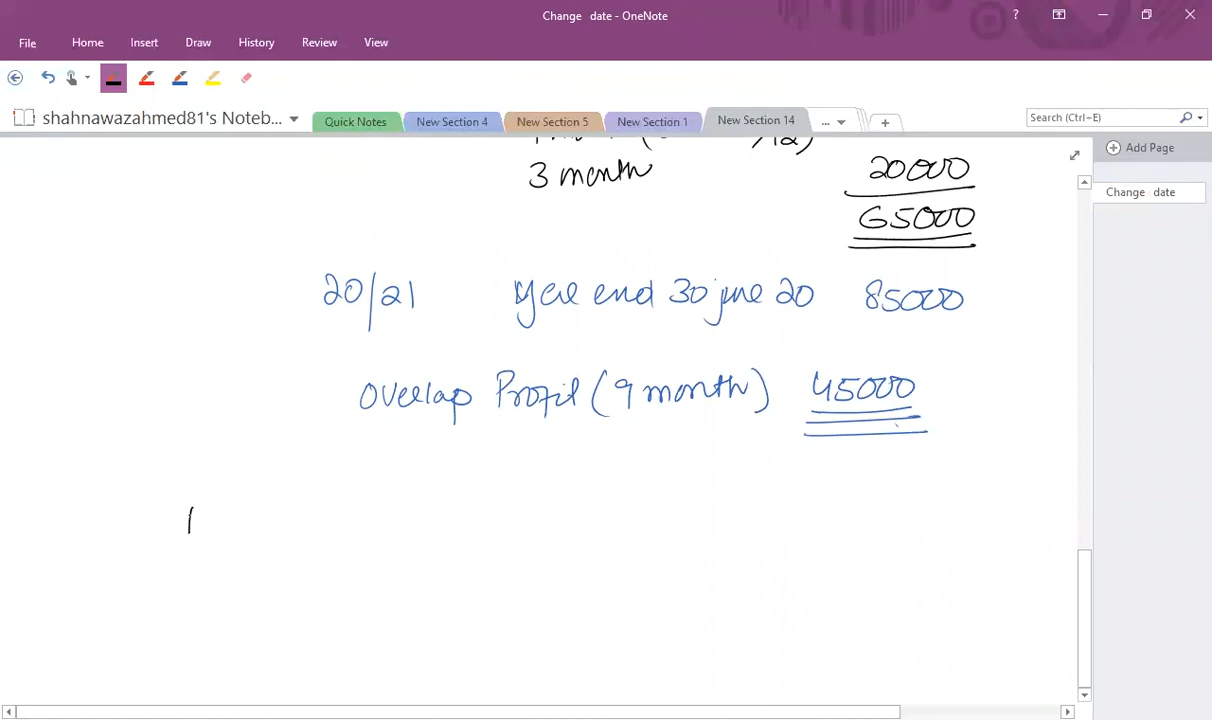 Change date - OneNote
?
File Home Insert Draw History Review View
shahnawazahmed81's Noteb... Quick Notes New Section 4 New Section 5 New Section 1 New Section 14 ... + Search (Ctrl+E)
Add Page
Change date
3 month 20000
65000
20/21 year end 30 june 20 85000
Overlap Profit (9 month) 45000